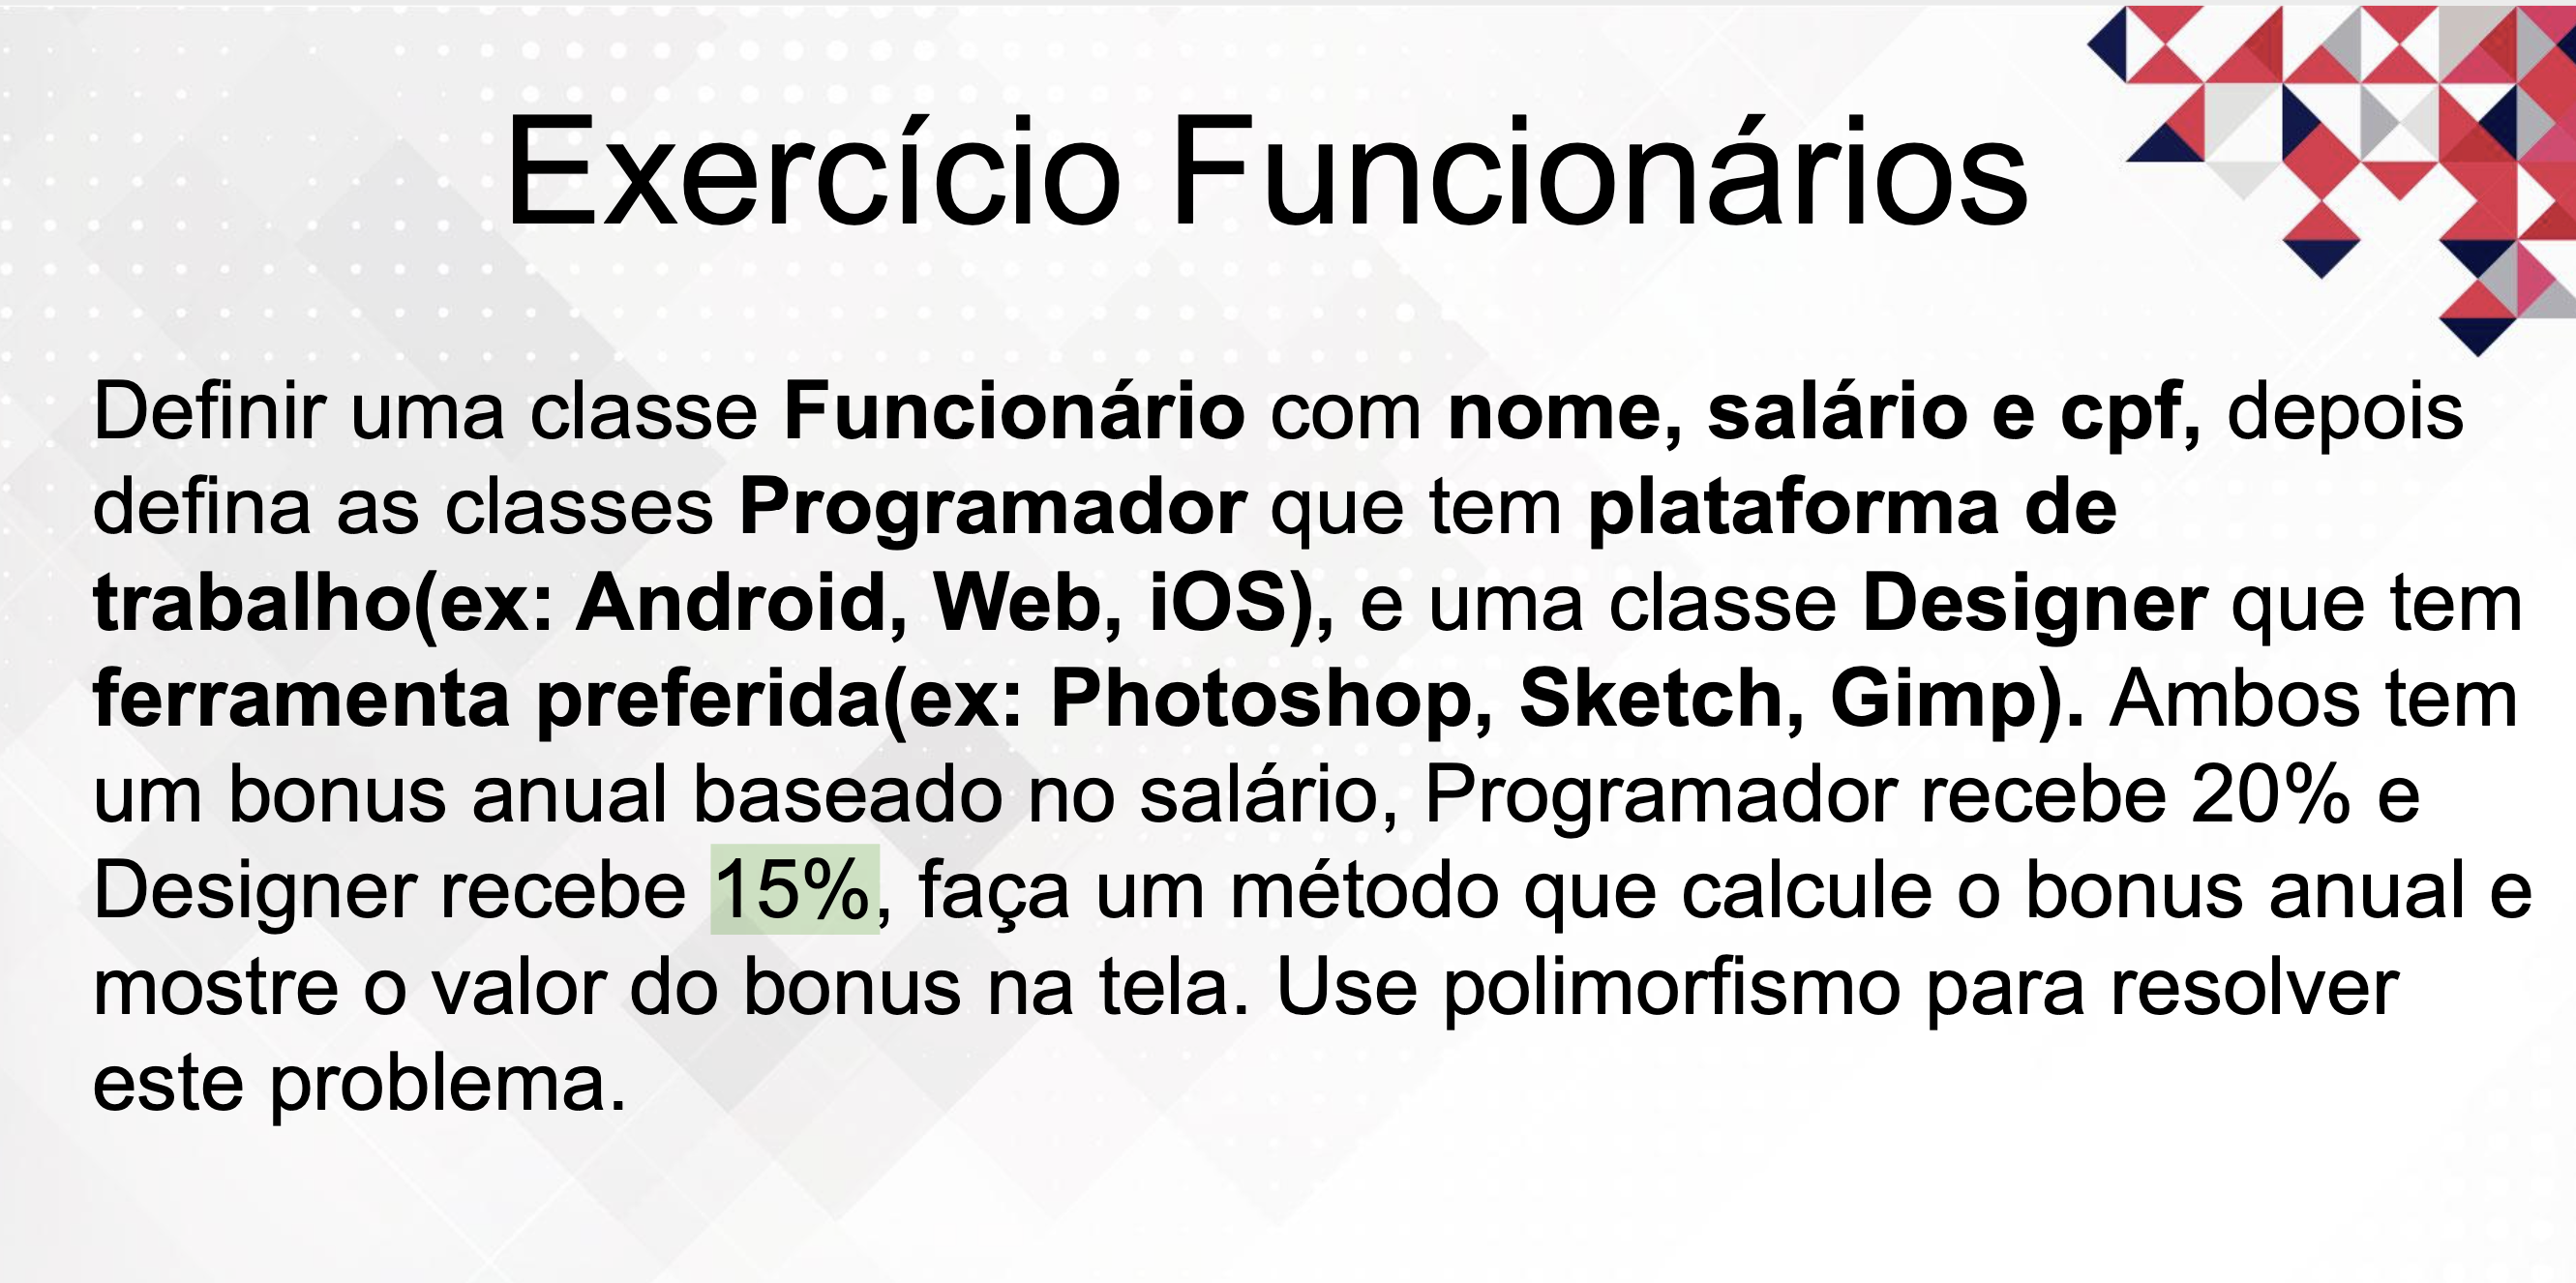 Exercício Funcionários
Definir uma classe Funcionário com nome, salário e cpf, depois
defina as classes Programador que tem plataforma de
trabalho(ex: Android, Web, iOS), e uma classe Designer que tem
ferramenta preferida(ex: Photoshop, Sketch, Gimp). Ambos tem
um bonus anual baseado no salário, Programador recebe 20% e
Designer recebe 15%, faça um método que calcule o bonus anual e
mostre o valor do bonus na tela. Use polimorfismo para resolver
este problema.